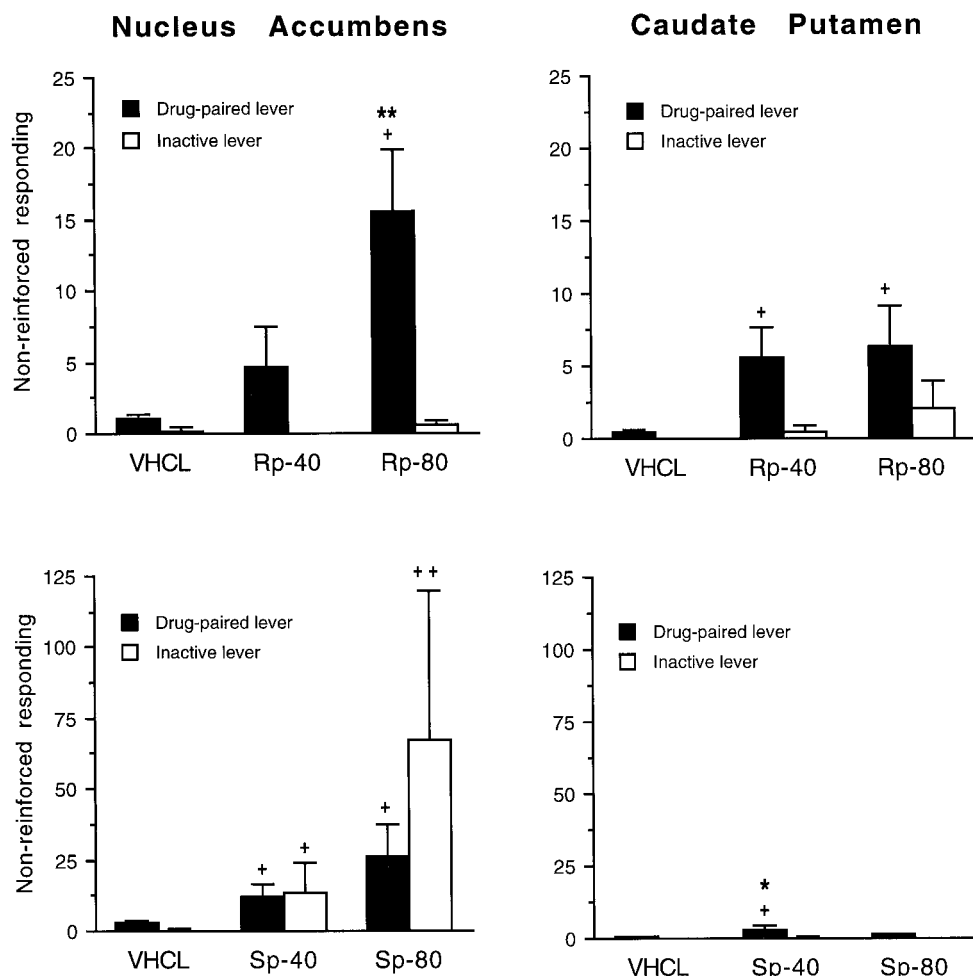 Nucleus Accumbens
Caudate Putamen
Non-reinforced responding
25
20
15
10
5
0
Drug-paired lever
Inactive lever
**
+
VHCL
Rp-40
Rp-80
25
20
15
10
5
0
Drug-paired lever
Inactive lever
+
+
VHCL
Rp-40
Rp-80
Non-reinforced responding
125
100
75
50
25
0
Drug-paired lever
Inactive lever
+
+
+
++
VHCL
Sp-40
Sp-80
125
100
75
50
25
0
Drug-paired lever
Inactive lever
*
+
VHCL
Sp-40
Sp-80